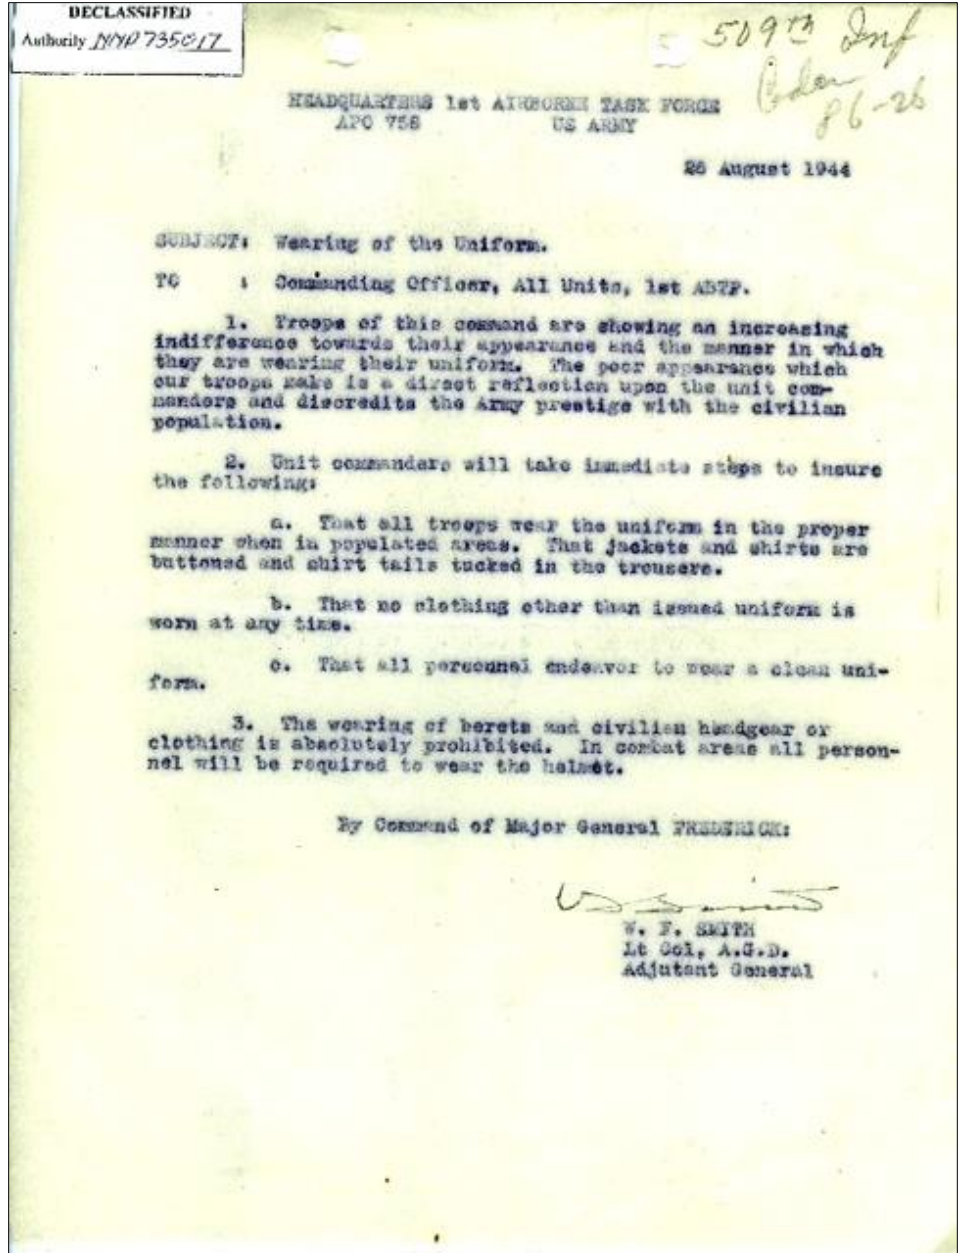 DECLASSIFIED
Authority NND735017
509th Inf
86-26
HEADQUARTERS 1st AIRBORNE TASK FORCE
APO 758 US ARMY
26 August 1944
SUBJECT: Wearing of the Uniform.
TO : Commanding Officer, All Units, 1st ABTF.
1. Troops of this command are showing an increasing
indifference towards their appearance and the manner in which
they are wearing their uniform. The poor appearance which
our troops make is a direct reflection upon the unit com-
manders and discredits the Army prestige with the civilian
population.
2. Unit commanders will take immediate steps to insure
the following:
a. That all troops wear the uniform in the proper
manner when in populated areas. That jackets and shirts are
buttoned and shirt tails tucked in the trousers.
b. That no clothing other than issued uniform is
worn at any time.
c. That all personnel endeavor to wear a clean uni-
form.
3. The wearing of berets and civilian headgear or
clothing is absolutely prohibited. In combat areas all person-
nel will be required to wear the helmet.
By Command of Major General FREDERICK:
W. F. SMITH
Lt Col, A.G.D.
Adjutant General